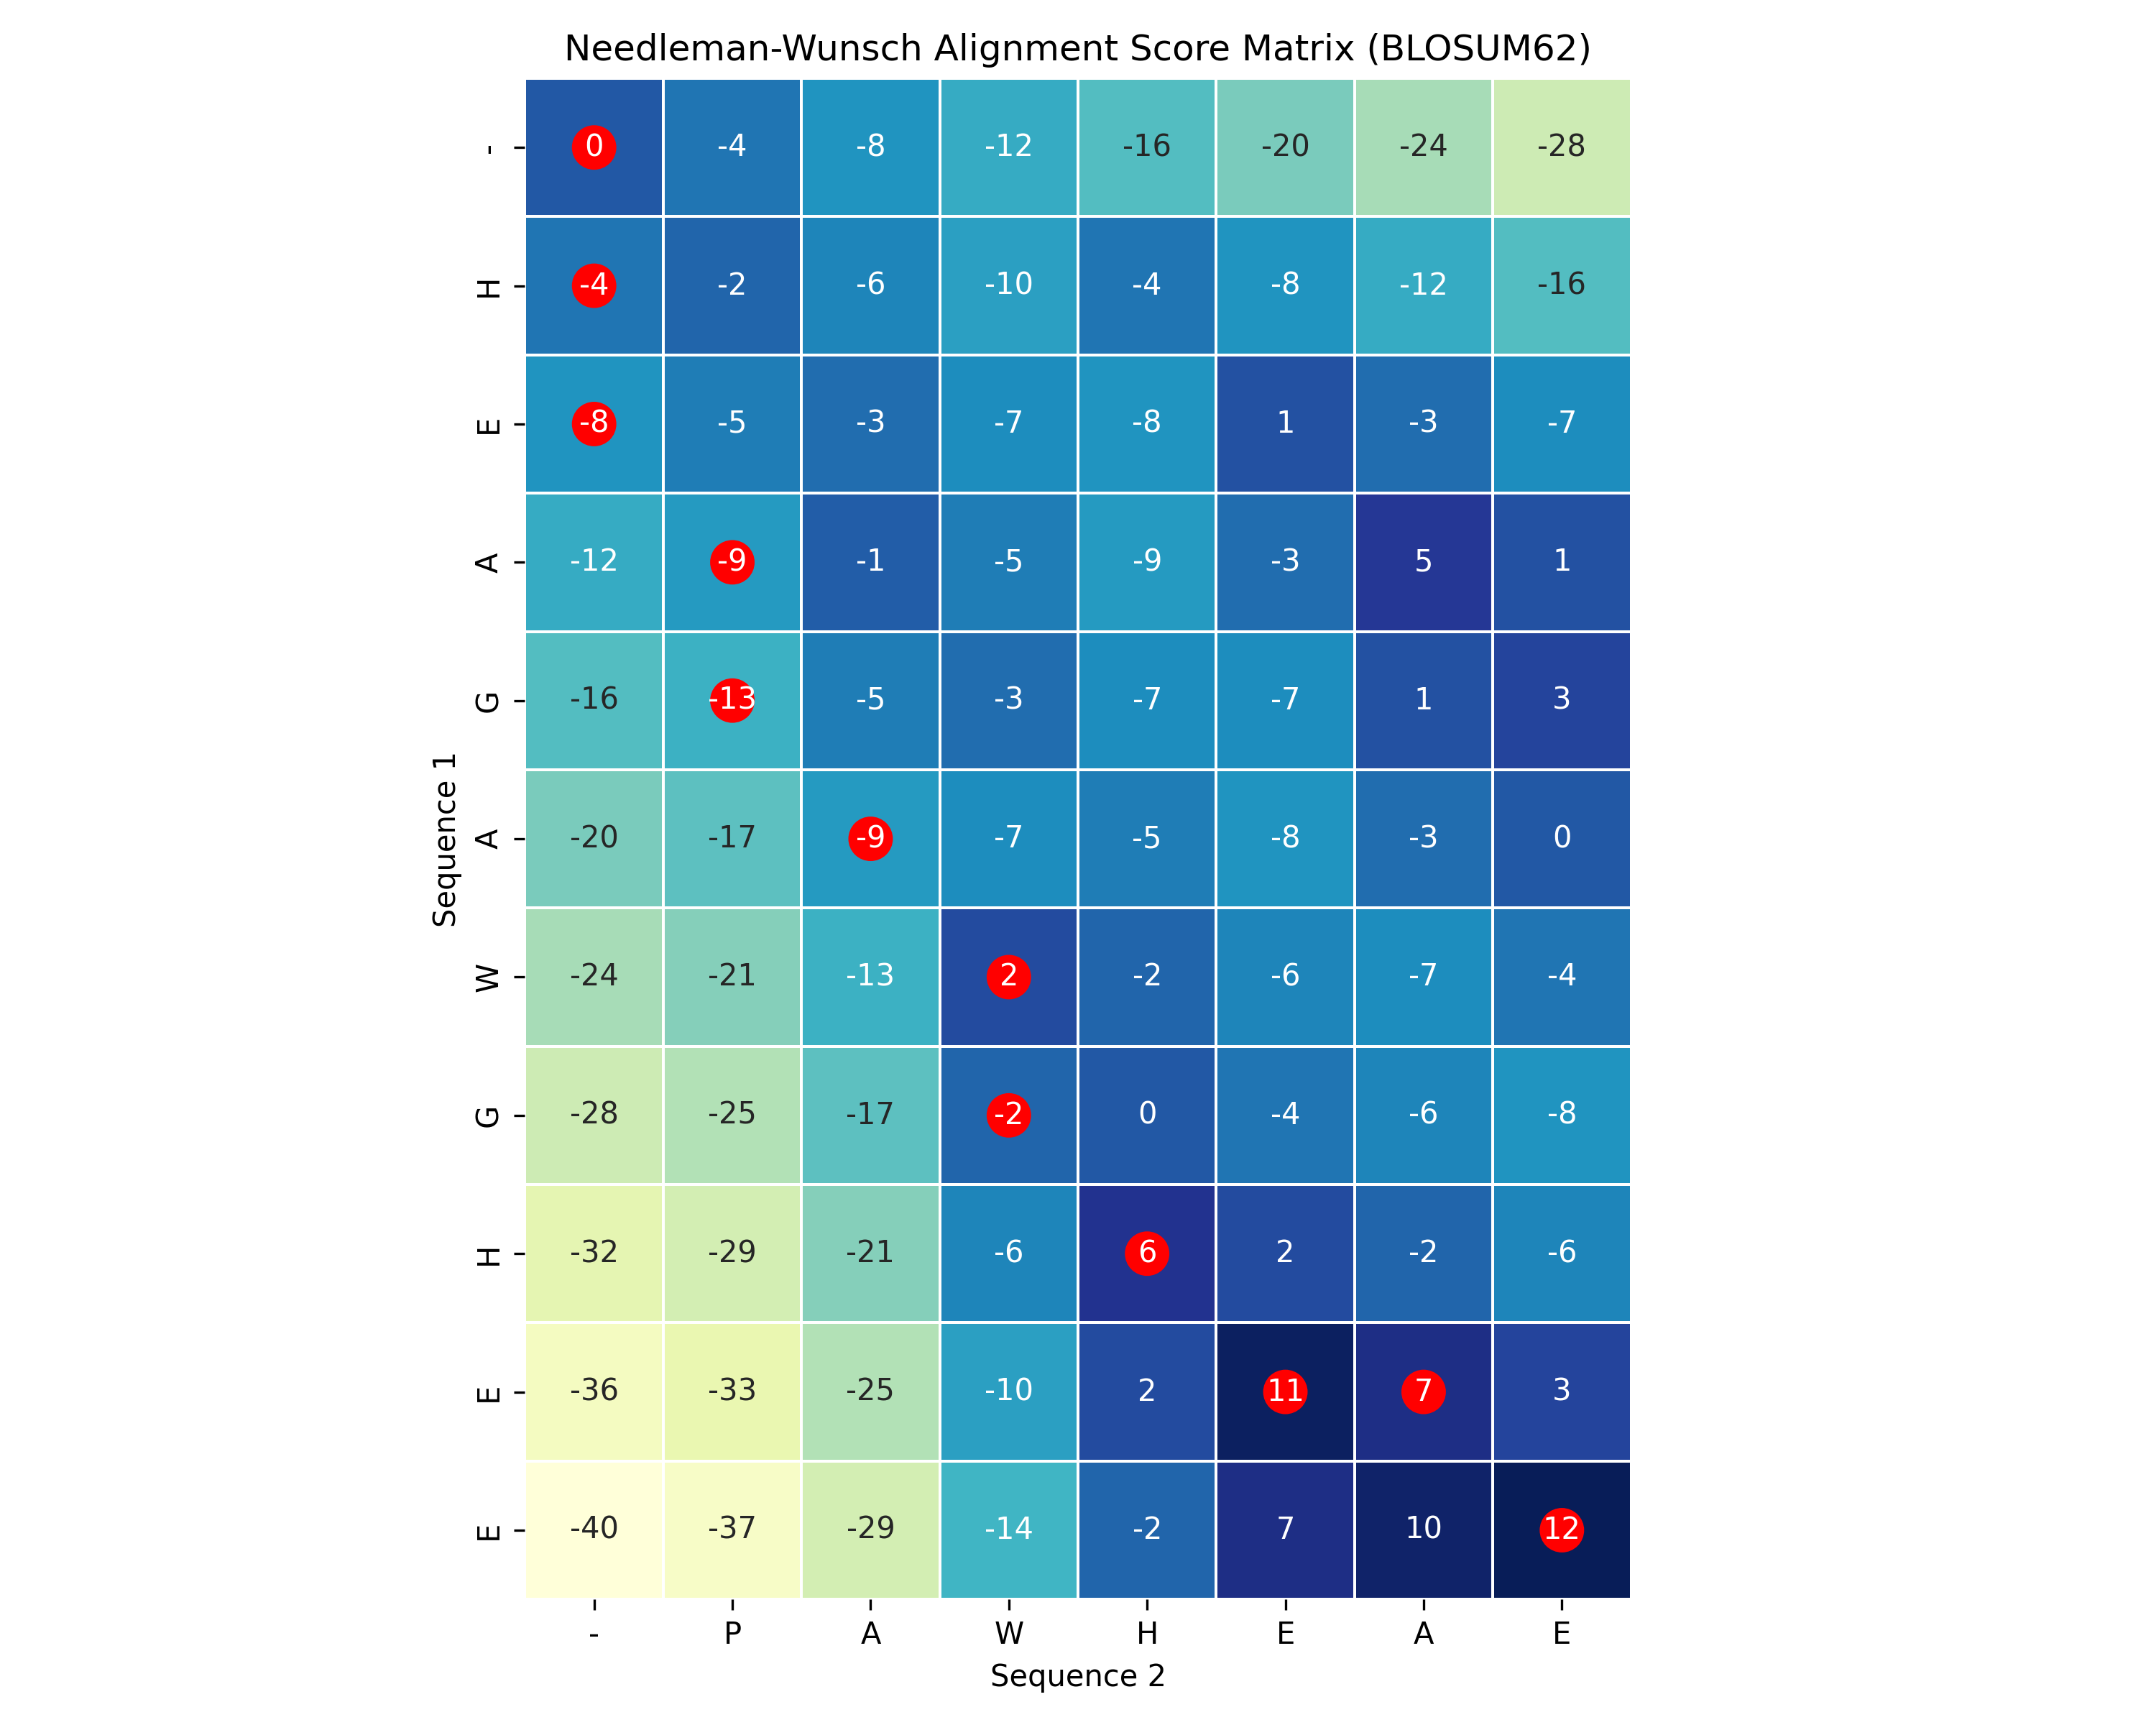 Needleman-Wunsch Alignment Score Matrix (BLOSUM62)
- 0 -4 -8 -12 -16 -20 -24 -28
H -4 -2 -6 -10 -4 -8 -12 -16
E -8 -5 -3 -7 -8 1 -3 -7
A -12 -9 -1 -5 -9 -3 5 1
G -16 -13 -5 -3 -7 -7 1 3
A -20 -17 -9 -7 -5 -8 -3 0
W -24 -21 -13 2 -2 -6 -7 -4
G -28 -25 -17 -2 0 -4 -6 -8
H -32 -29 -21 -6 6 2 -2 -6
E -36 -33 -25 -10 2 11 7 3
E -40 -37 -29 -14 -2 7 10 12
- P A W H E A E
Sequence 2
Sequence 1